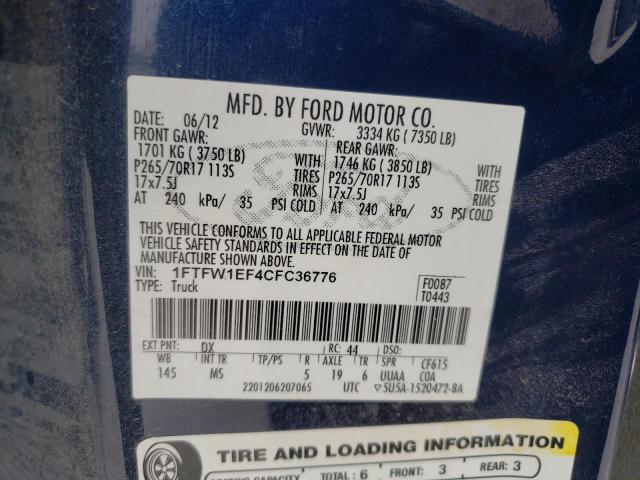 MFD. BY FORD MOTOR CO.
DATE: 06/12 GVWR: 3334 KG (7350 LB)
FRONT GAWR: REAR GAWR:
1701 KG (3750 LB) WITH 1746 KG (3850 LB) WITH
P265/70R17 113S TIRES P265/70R17 113S TIRES
17x7.5J RIMS 17x7.5J RIMS
AT 240 kPa/ 35 PSI COLD AT 240 kPa/ 35 PSI COLD
THIS VEHICLE CONFORMS TO ALL APPLICABLE FEDERAL MOTOR
VEHICLE SAFETY STANDARDS IN EFFECT ON THE DATE OF
MANUFACTURE SHOWN ABOVE.
VIN: 1FTFW1EF4CFC36776 F0087
TYPE: Truck T0443
EXT PNT: DX RC: 44 DSO:
WB INT TR TP/PS R AXLE TR SPR CF615
145 MS 5 19 6 UUAA COA
2201206207065 UTC ▽5U5A-1520472-BA
TIRE AND LOADING INFORMATION
SEATING CAPACITY TOTAL: 6 FRONT: 3 REAR: 3